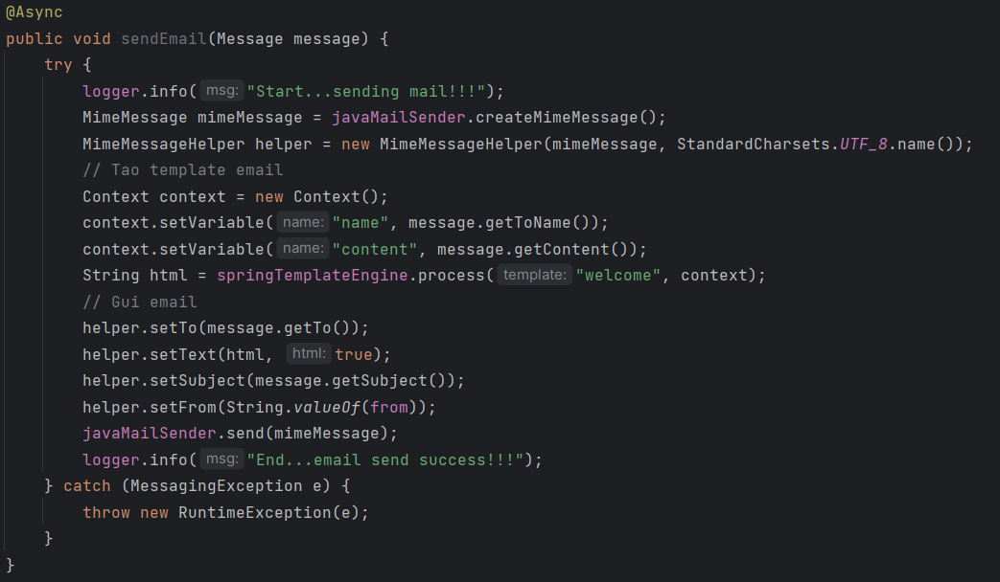 @Async
public void sendEmail(Message message) {
    try {
        logger.info( msg: "Start...sending mail!!!");
        MimeMessage mimeMessage = javaMailSender.createMimeMessage();
        MimeMessageHelper helper = new MimeMessageHelper(mimeMessage, StandardCharsets.UTF_8.name());
        // Tao template email
        Context context = new Context();
        context.setVariable( name: "name", message.getToName());
        context.setVariable( name: "content", message.getContent());
        String html = springTemplateEngine.process( template: "welcome", context);
        // Gui email
        helper.setTo(message.getTo());
        helper.setText(html, html: true);
        helper.setSubject(message.getSubject());
        helper.setFrom(String.valueOf(from));
        javaMailSender.send(mimeMessage);
        logger.info( msg: "End...email send success!!!");
    } catch (MessagingException e) {
        throw new RuntimeException(e);
    }
}